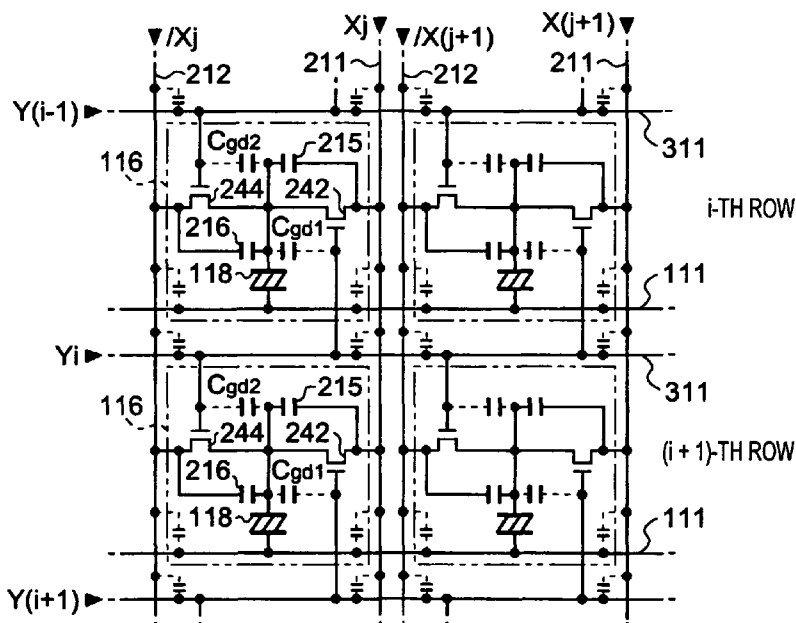 /Xj Xj /X(j+1) X(j+1)
212 211 212 211
Y(i-1)
311
Cgd2 215
116
244 242
i-TH ROW
216 Cgd1
118
111
Yi
311
Cgd2 215
116
244 242
(i + 1)-TH ROW
216 Cgd1
118
111
Y(i+1)